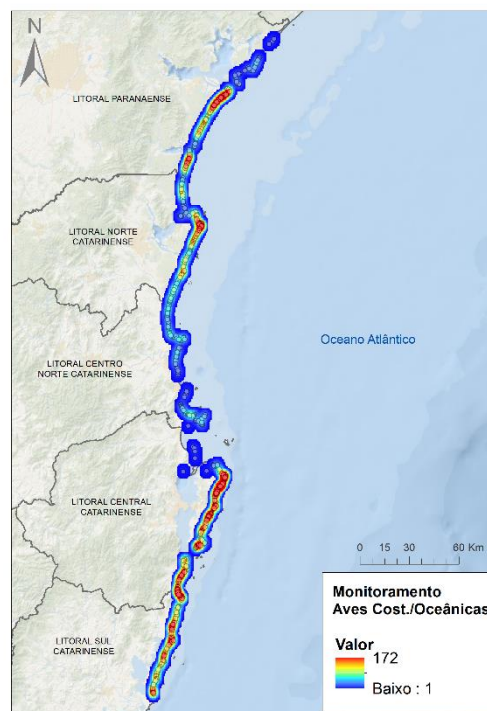 N
LITORAL PARANAENSE
LITORAL NORTE
CATARINENSE
Oceano Atlântico
LITORAL CENTRO
NORTE CATARINENSE
LITORAL CENTRAL
CATARINENSE
0 15 30 60 Km
Monitoramento
Aves Cost./Oceânicas
LITORAL SUL
CATARINENSE
Valor
172
Baixo : 1